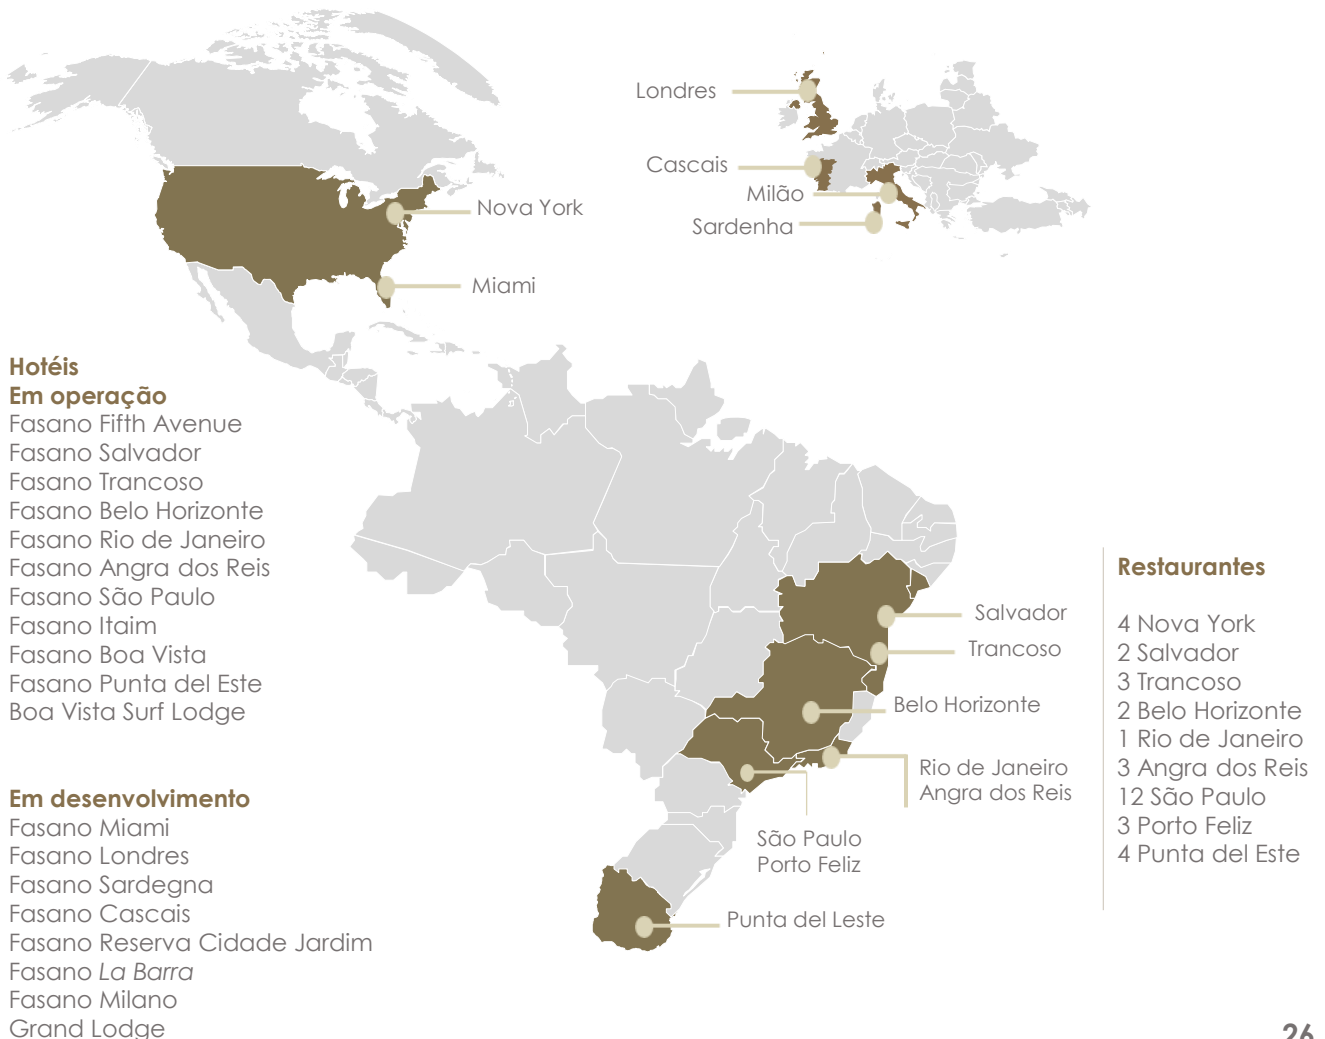 Londres
Cascais
Milão
Sardenha
Nova York
Miami
Hotéis
Em operação
Fasano Fifth Avenue
Fasano Salvador
Fasano Trancoso
Fasano Belo Horizonte
Fasano Rio de Janeiro
Fasano Angra dos Reis
Fasano São Paulo
Fasano Itaim
Fasano Boa Vista
Fasano Punta del Este
Boa Vista Surf Lodge
Em desenvolvimento
Fasano Miami
Fasano Londres
Fasano Sardegna
Fasano Cascais
Fasano Reserva Cidade Jardim
Fasano La Barra
Fasano Milano
Grand Lodge
Salvador
Trancoso
Belo Horizonte
Rio de Janeiro
Angra dos Reis
São Paulo
Porto Feliz
Punta del Leste
Restaurantes
4 Nova York
2 Salvador
3 Trancoso
2 Belo Horizonte
1 Rio de Janeiro
3 Angra dos Reis
12 São Paulo
3 Porto Feliz
4 Punta del Este
26